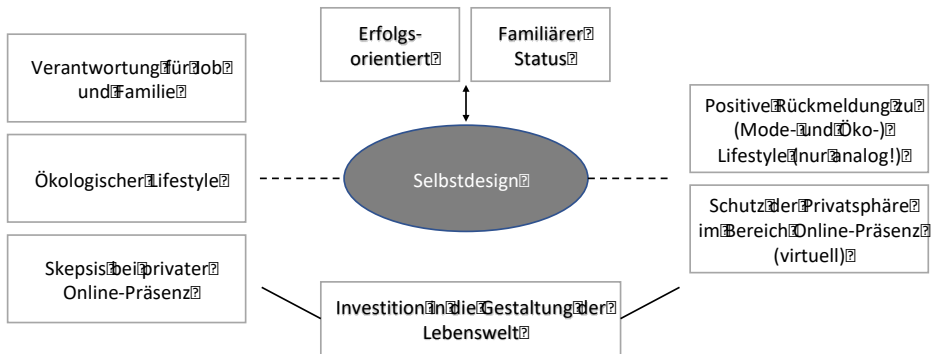 Erfolgs-
orientiert
Familiärer
Status
Verantwortung für Job
und Familie
Positive Rückmeldung zu
(Mode- und Öko-)
Lifestyle (nur analog!)
Ökologischer Lifestyle
Selbstdesign
Schutz der Privatsphäre
im Bereich Online-Präsenz
(virtuell)
Skepsis bei privater
Online-Präsenz
Investition in die Gestaltung der
Lebenswelt